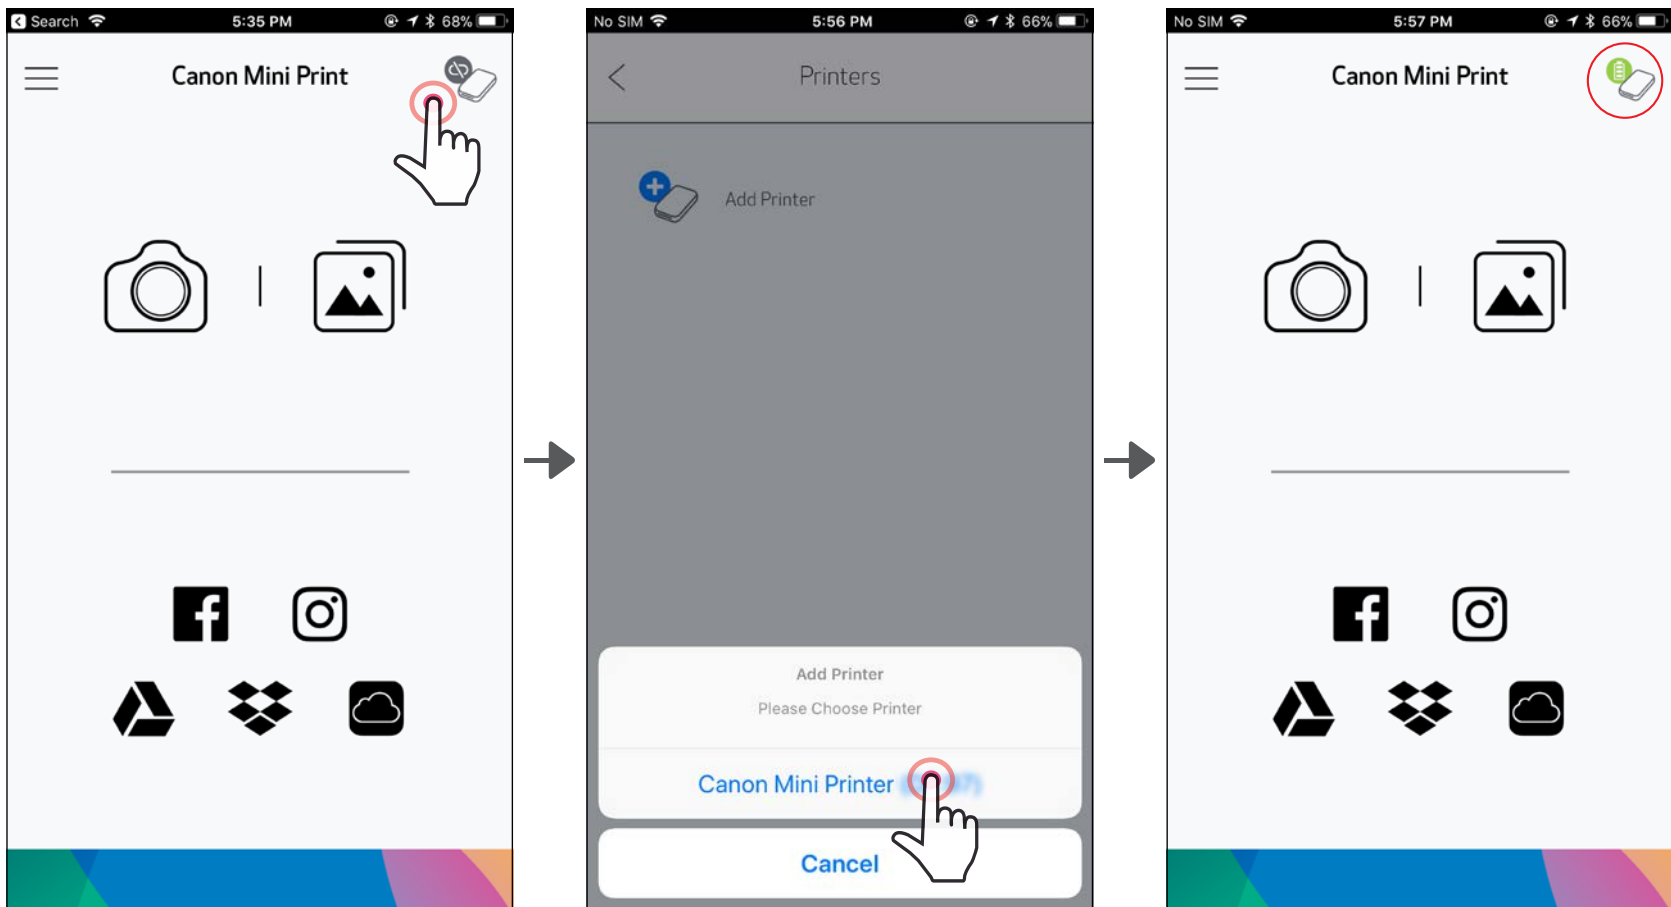 Search 5:35 PM 68%
Canon Mini Print
No SIM 5:56 PM 66%
Printers
Add Printer
Add Printer
Please Choose Printer
Canon Mini Printer
Cancel
No SIM 5:57 PM 66%
Canon Mini Print